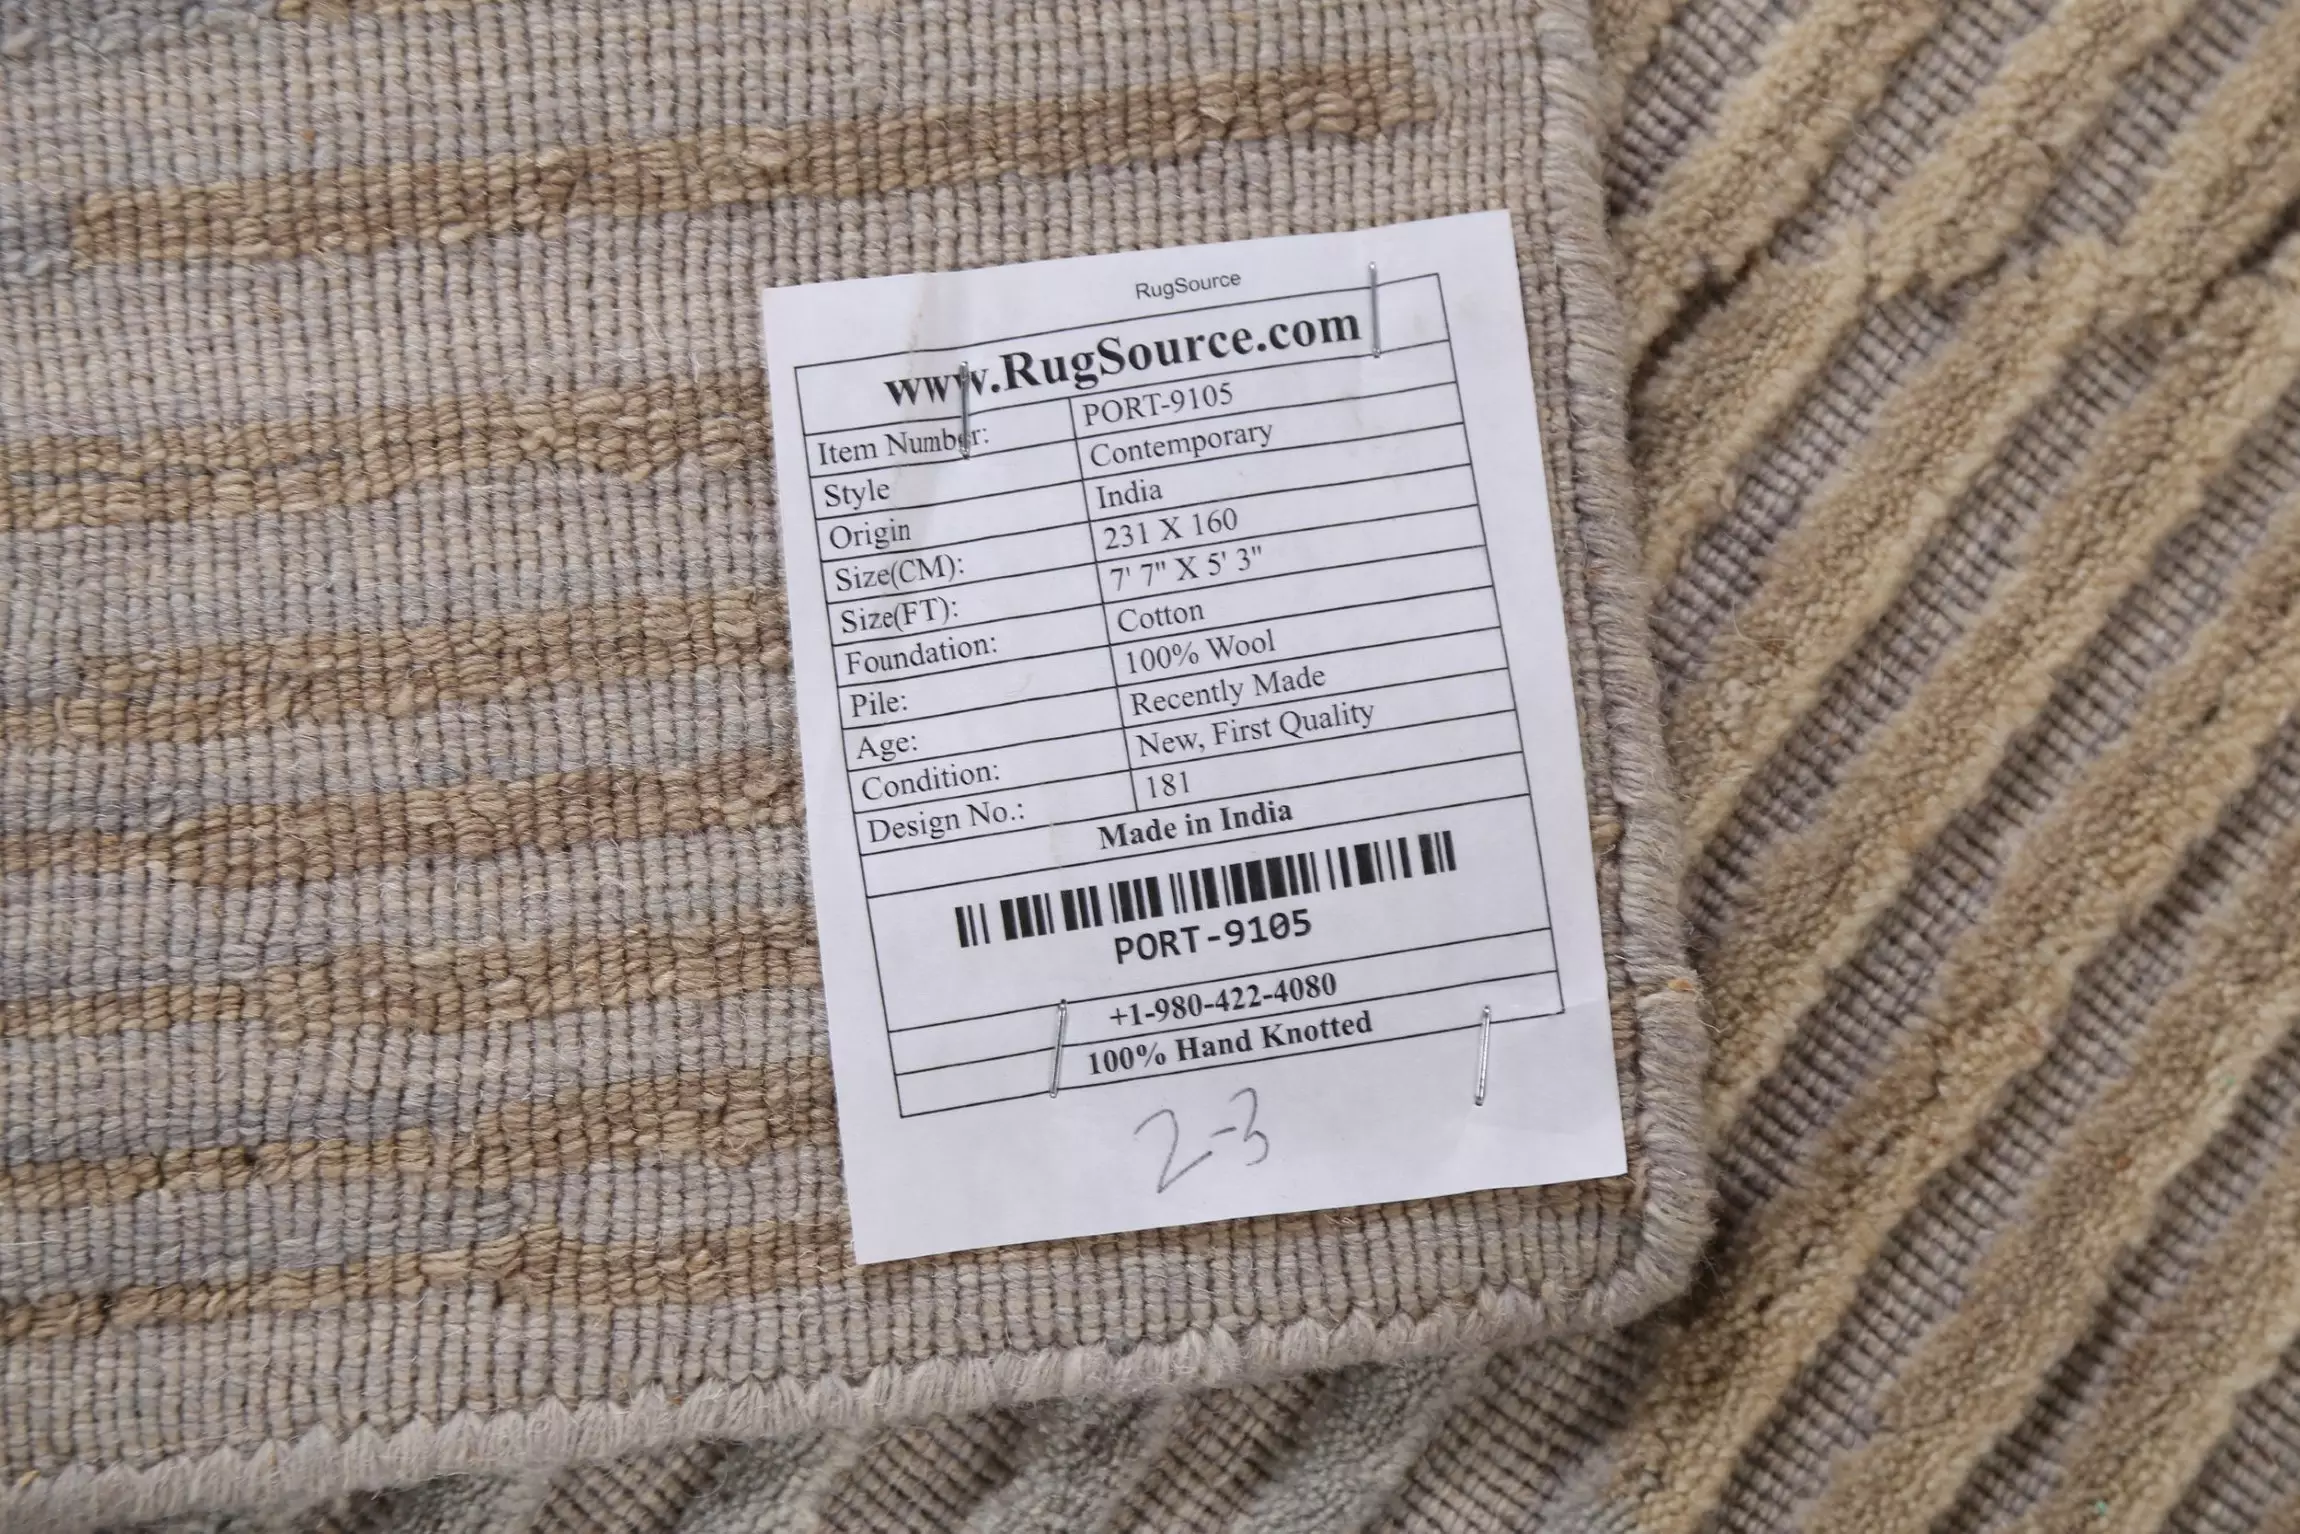 RugSource
www.RugSource.com
Item Number: PORT-9105
Style Contemporary
Origin India
Size(CM): 231 X 160
Size(FT): 7' 7" X 5' 3"
Foundation: Cotton
Pile: 100% Wool
Age: Recently Made
Condition: New, First Quality
Design No.: 181
Made in India
PORT-9105
+1-980-422-4080
100% Hand Knotted
2-3